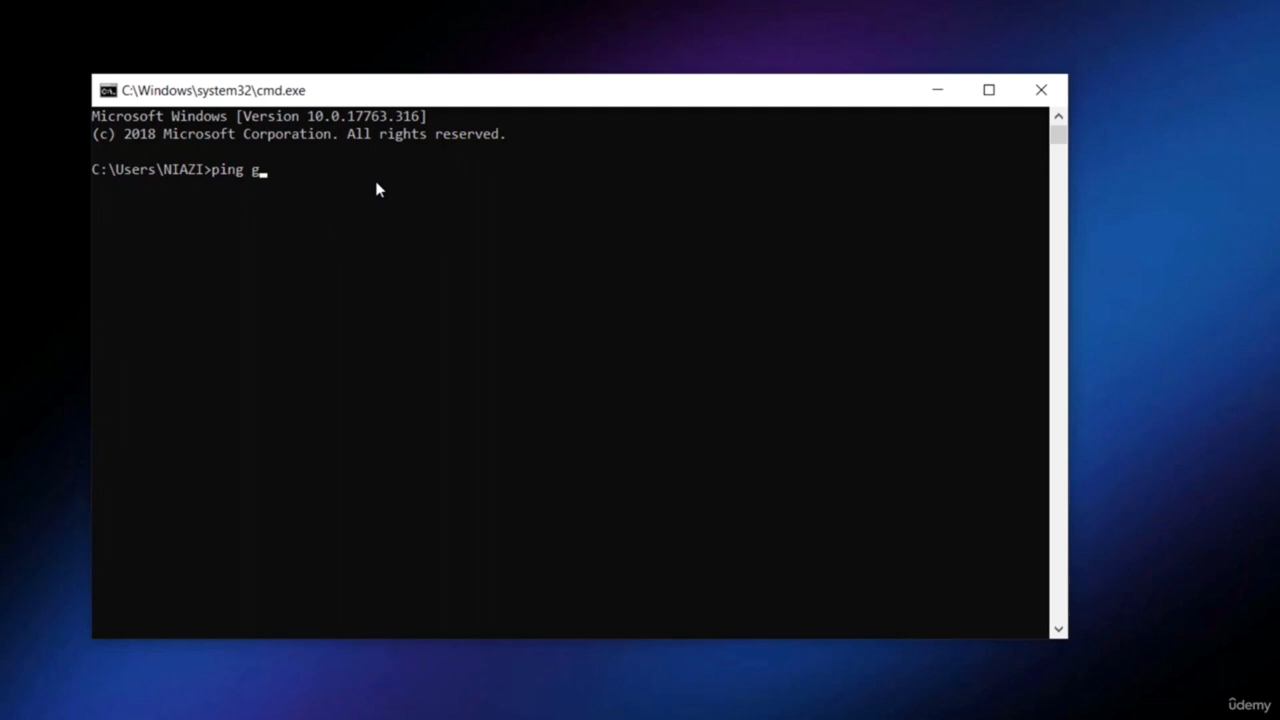 C:\Windows\system32\cmd.exe
Microsoft Windows [Version 10.0.17763.316]
(c) 2018 Microsoft Corporation. All rights reserved.
C:\Users\NIAZI>ping g_
ûdemy